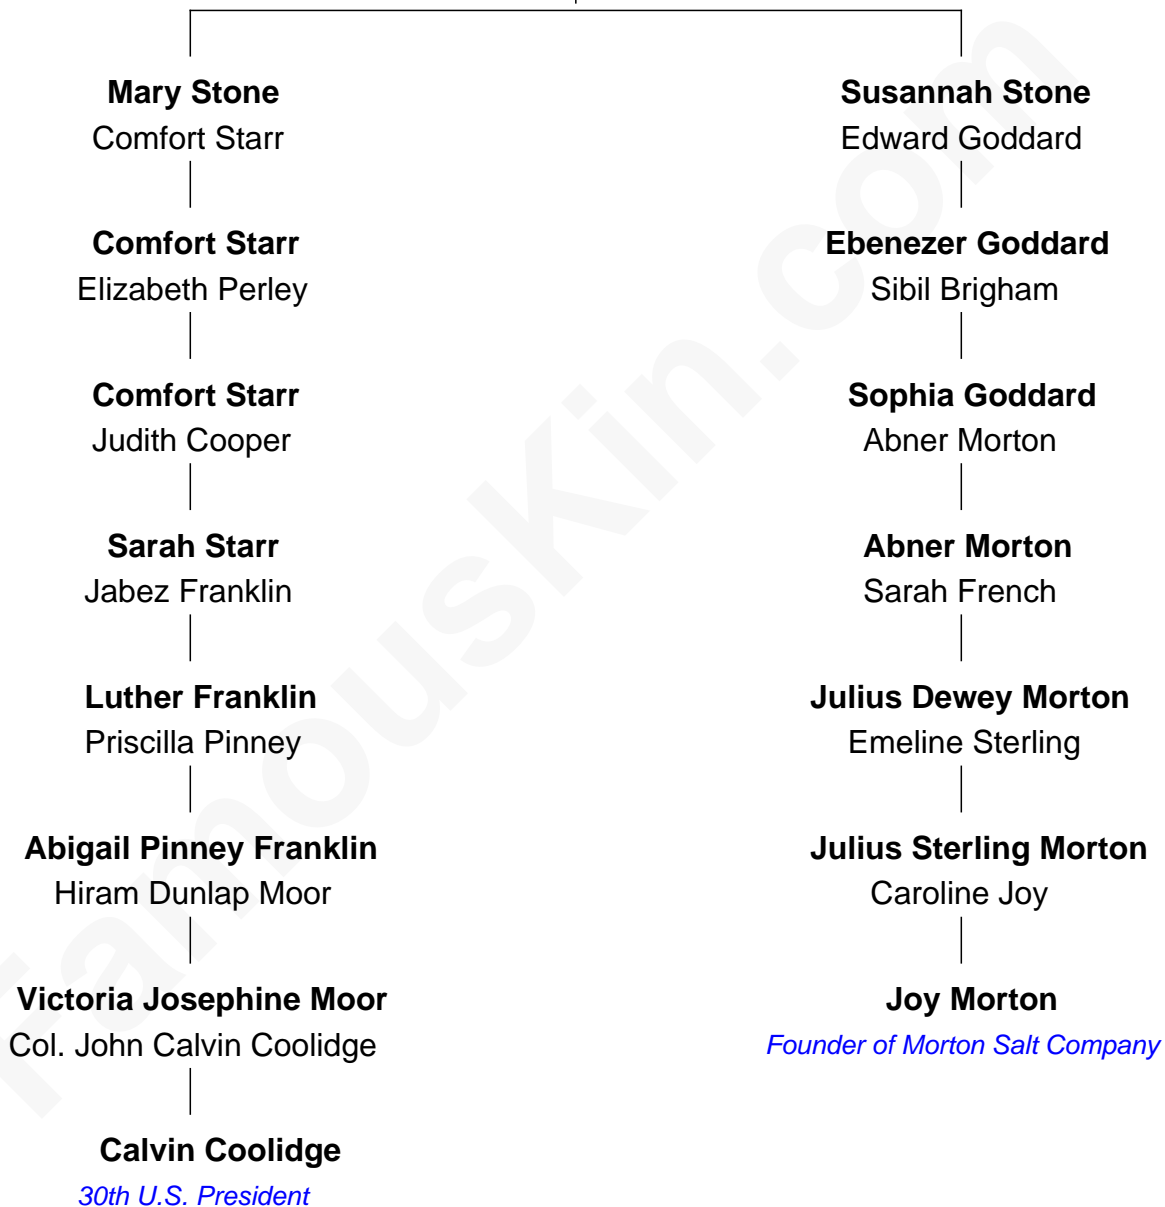 Mary Stone
Comfort Starr
Comfort Starr
Elizabeth Perley
Comfort Starr
Judith Cooper
Sarah Starr
Jabez Franklin
Luther Franklin
Priscilla Pinney
Abigail Pinney Franklin
Hiram Dunlap Moor
Victoria Josephine Moor
Col. John Calvin Coolidge
Calvin Coolidge
30th U.S. President
Susannah Stone
Edward Goddard
Ebenezer Goddard
Sibil Brigham
Sophia Goddard
Abner Morton
Abner Morton
Sarah French
Julius Dewey Morton
Emeline Sterling
Julius Sterling Morton
Caroline Joy
Joy Morton
Founder of Morton Salt Company
FamousKin.com